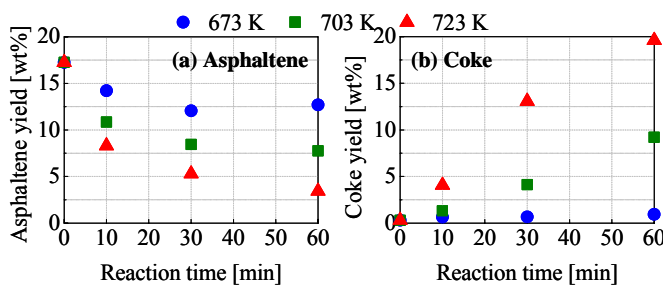 673 K 703 K 723 K
(a) Asphaltene
Asphaltene yield [wt%]
20
15
10
5
0
0 10 20 30 40 50 60
Reaction time [min]
(b) Coke
Coke yield [wt%]
20
15
10
5
0
0 10 20 30 40 50 60
Reaction time [min]